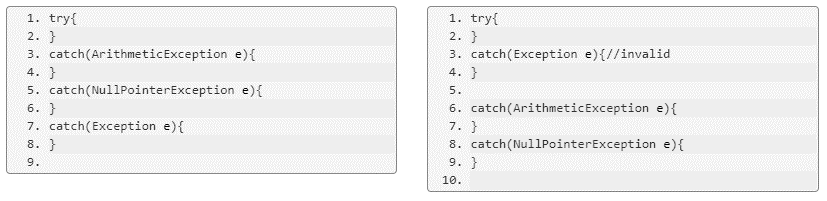 1. try{
2. }
3. catch(ArithmeticException e){
4. }
5. catch(NullPointerException e){
6. }
7. catch(Exception e){
8. }
9.
1. try{
2. }
3. catch(Exception e){//invalid
4. }
5.
6. catch(ArithmeticException e){
7. }
8. catch(NullPointerException e){
9. }
10.